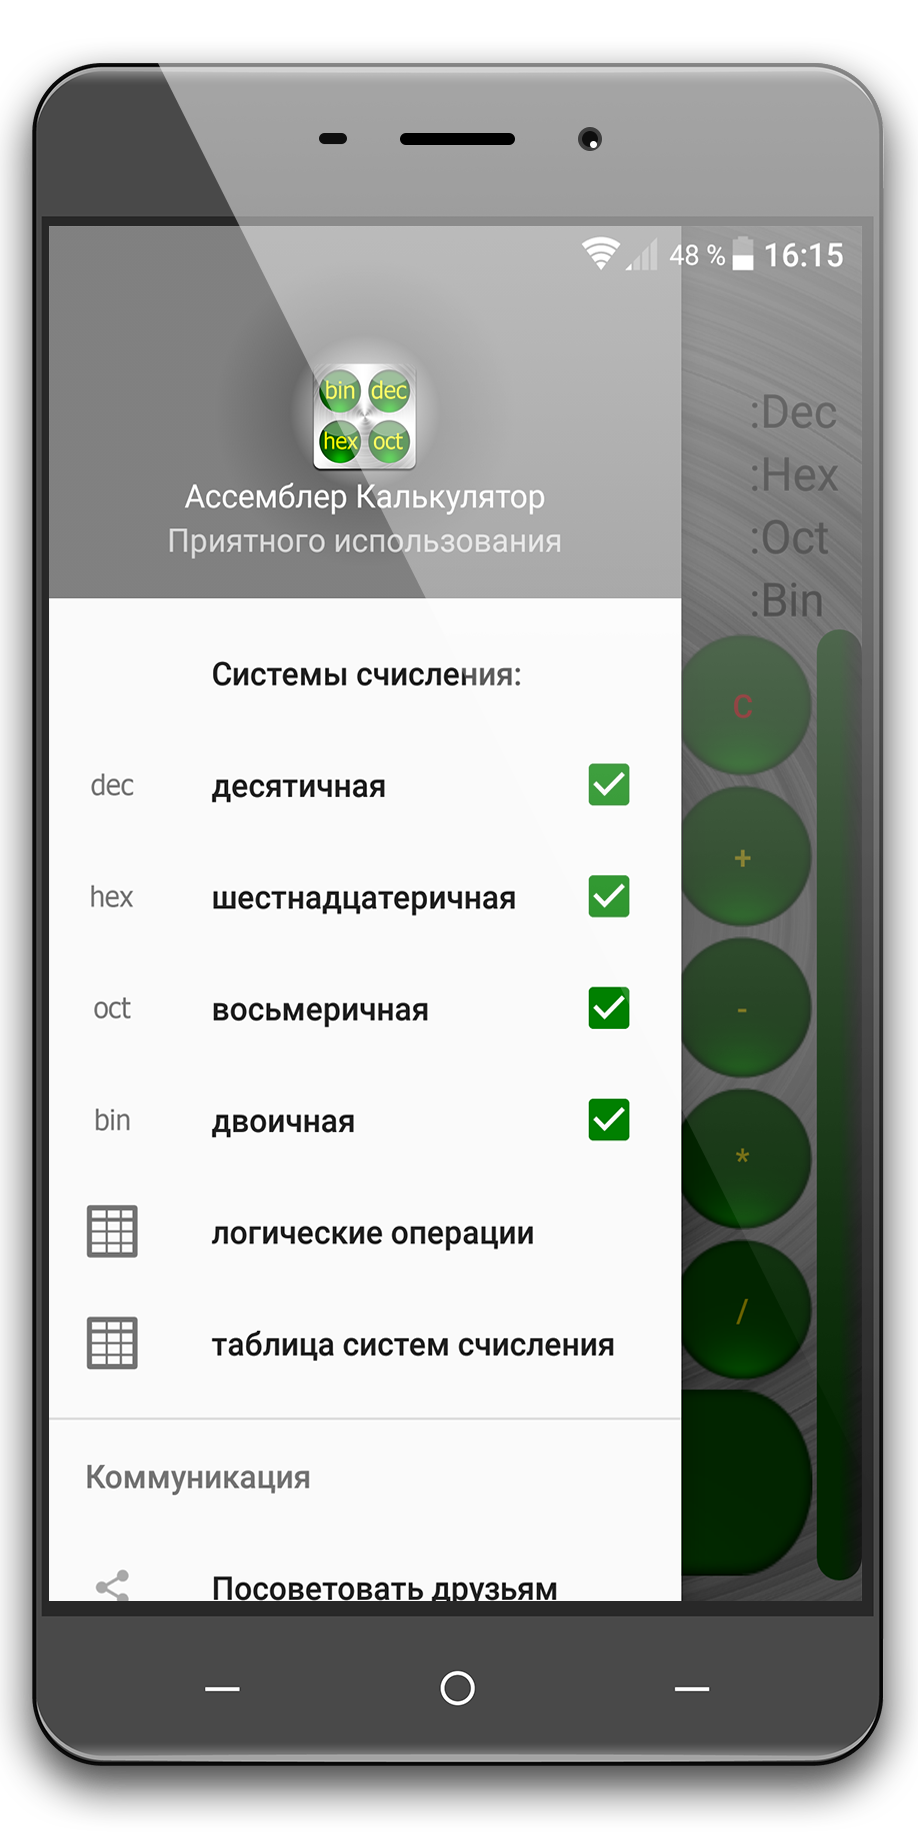 48 % 16:15
bin dec
hex oct
Ассемблер Калькулятор
Приятного использования
:Dec
:Hex
:Oct
:Bin
Системы счисления:
dec десятичная
hex шестнадцатеричная
oct восьмеричная
bin двоичная
логические операции
таблица систем счисления
Коммуникация
Посоветовать друзьям
C
+
-
*
/